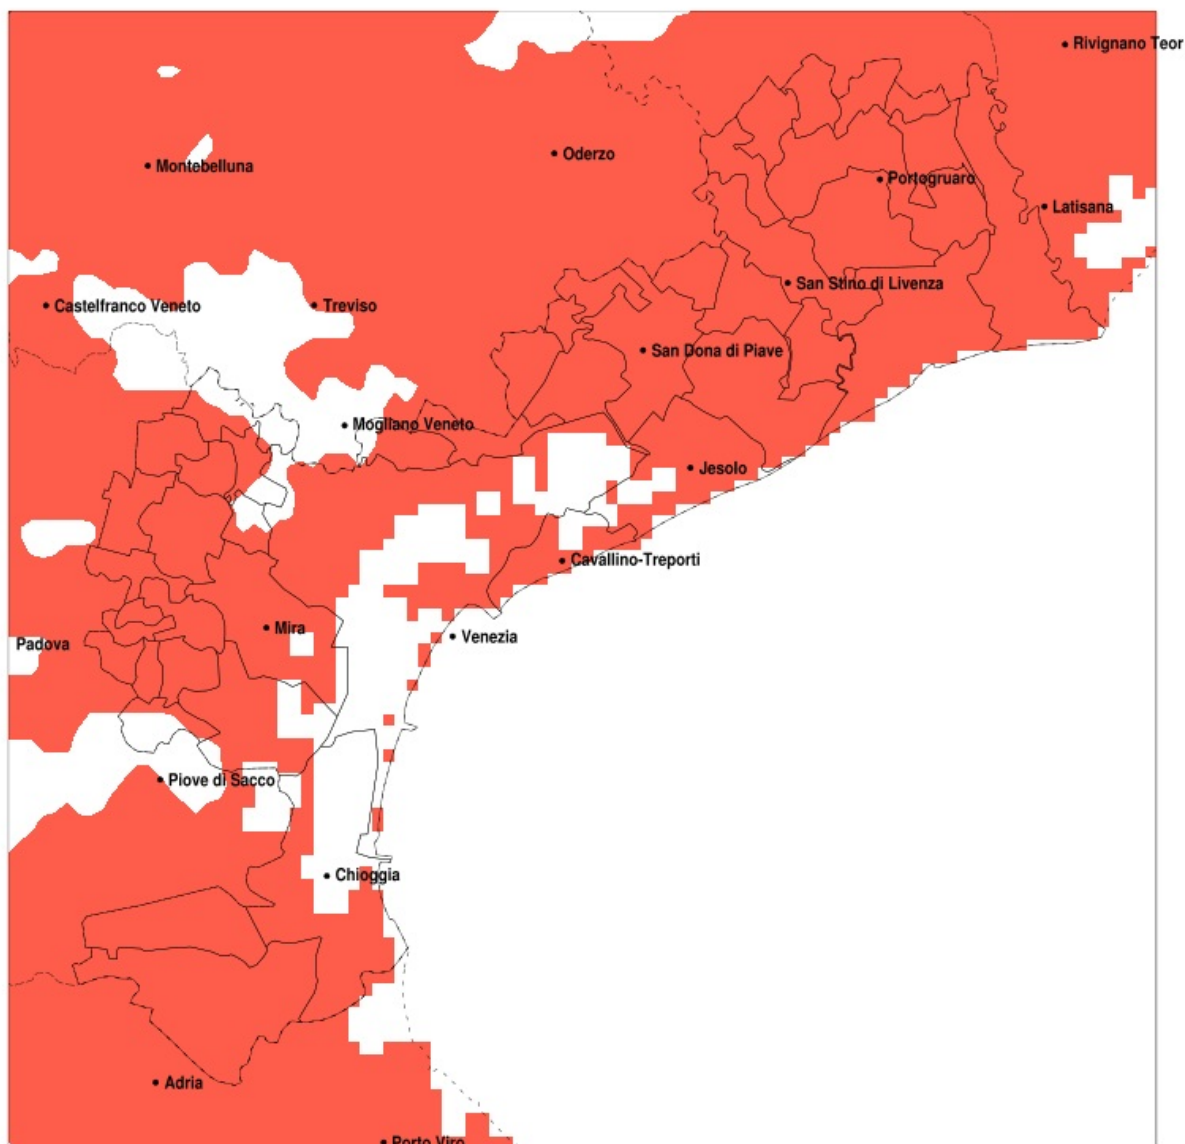 Rivignano Teor
Oderzo
Montebelluna
Portogruaro
Latisana
San Stino di Livenza
Castelfranco Veneto
Treviso
San Dona di Piave
Mogliano Veneto
Jesolo
Cavallino-Treporti
Mira
Venezia
Padova
Piove di Sacco
Chioggia
Adria
Porto Viro